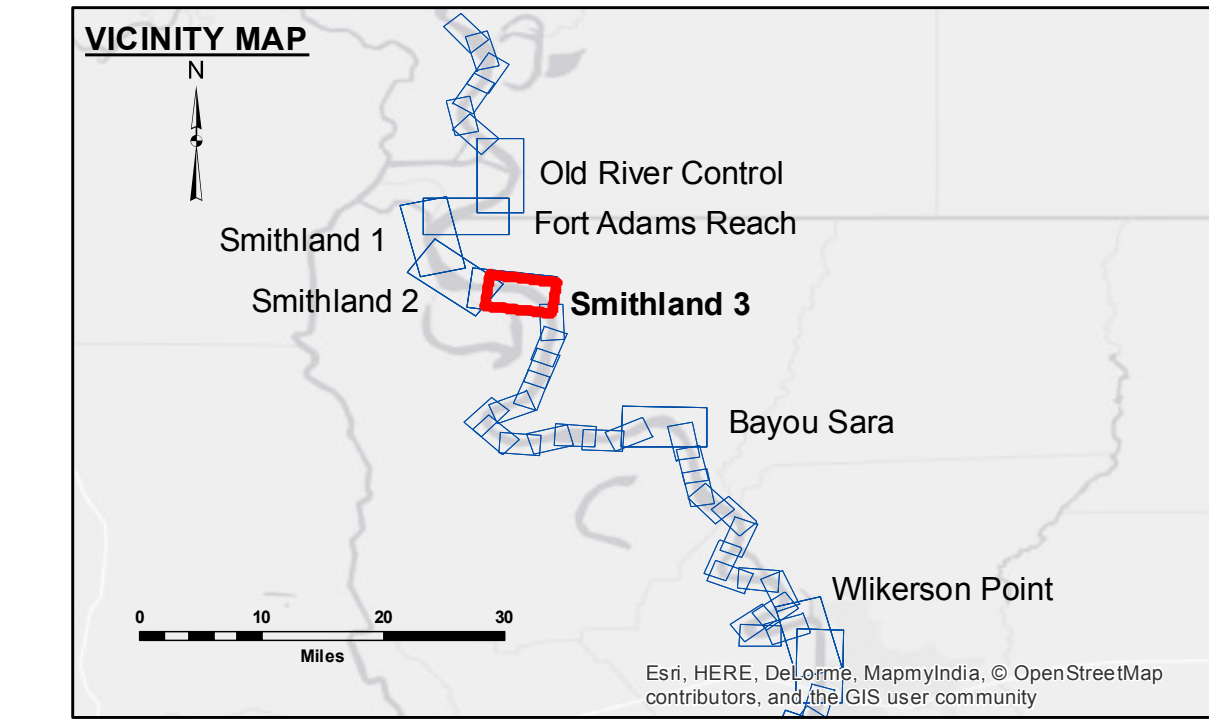 VICINITY MAP
N
Old River Control
Fort Adams Reach
Smithland 1
Smithland 2
Smithland 3
Bayou Sara
Wlikerson Point
0 10 20 30
Miles
Esri, HERE, DeLorme, MapmyIndia, © OpenStreetMap
contributors, and the GIS user community